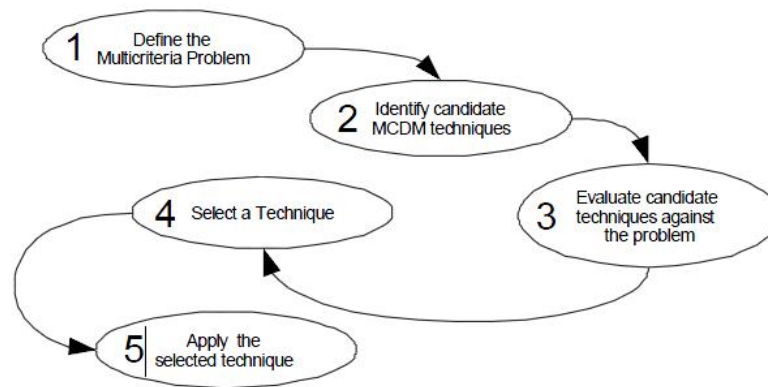 1
Define the
Multicriteria Problem
2
Identify candidate
MCDM techniques
3
Evaluate candidate
techniques against
the problem
4
Select a Technique
5
Apply the
selected technique